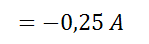 = −0,25 A